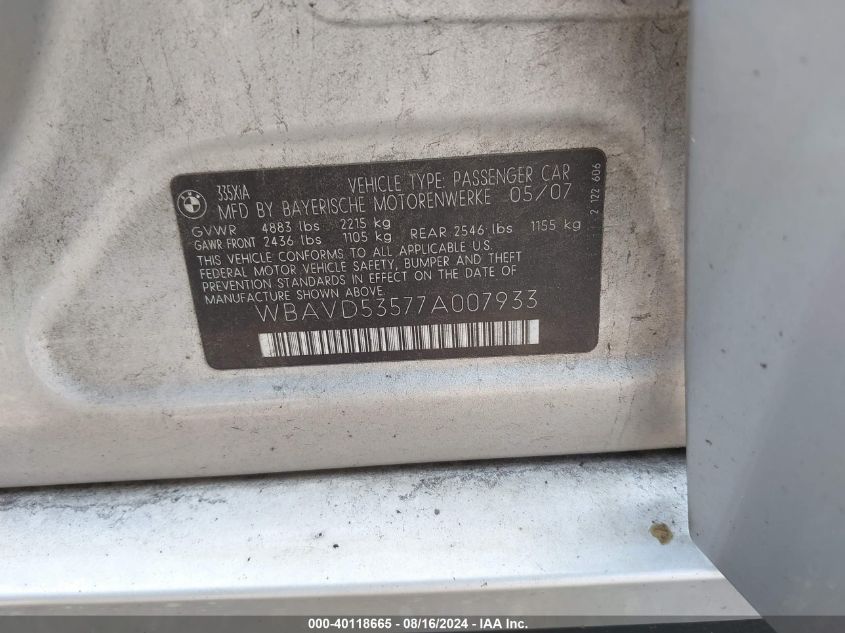 BMW
335XiA VEHICLE TYPE: PASSENGER CAR
MFD BY BAYERISCHE MOTORENWERKE 05/07
GVWR 4883 lbs 2215 kg
GAWR FRONT 2436 lbs 1105 kg REAR 2546 lbs 1155 kg
THIS VEHICLE CONFORMS TO ALL APPLICABLE U.S.
FEDERAL MOTOR VEHICLE SAFETY, BUMPER AND THEFT
PREVENTION STANDARDS IN EFFECT ON THE DATE OF
MANUFACTURE SHOWN ABOVE.
WBAVD53577A007933
2 122 606
000-40118665 - 08/16/2024 - IAA Inc.